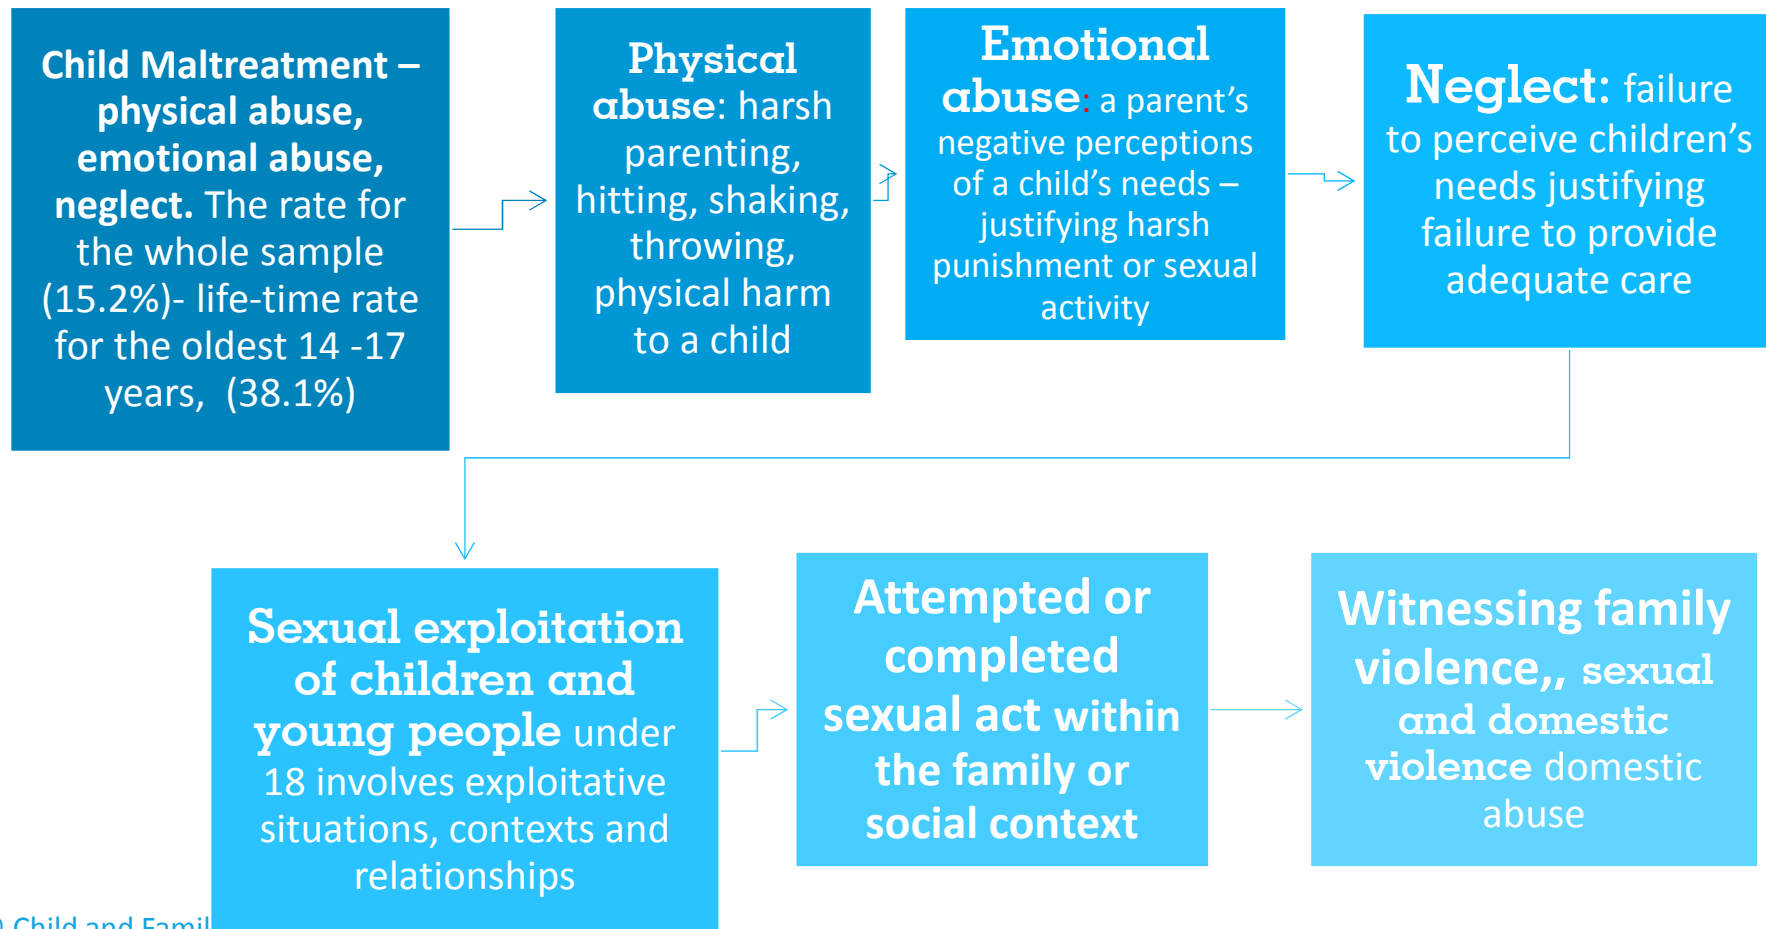 Child Maltreatment –
physical abuse,
emotional abuse,
neglect. The rate for
the whole sample
(15.2%)- life-time rate
for the oldest 14 -17
years,  (38.1%)
Physical
abuse: harsh
parenting,
hitting, shaking,
throwing,
physical harm
to a child
Emotional
abuse: a parent’s
negative perceptions
of a child’s needs –
justifying harsh
punishment or sexual
activity
Neglect: failure
to perceive children’s
needs justifying
failure to provide
adequate care
Sexual exploitation
of children and
young people under
18 involves exploitative
situations, contexts and
relationships
Attempted or
completed
sexual act within
the family or
social context
Witnessing family
violence,, sexual
and domestic
violence domestic
abuse
Child and Famil